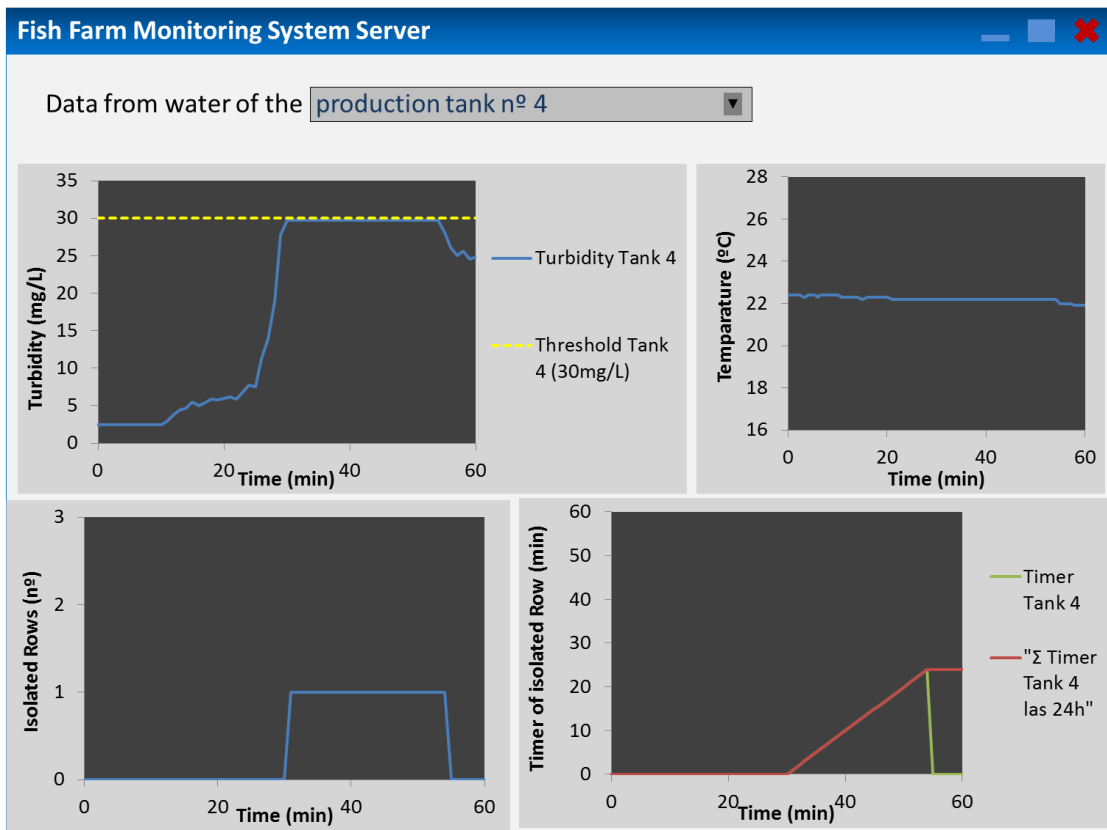 Fish Farm Monitoring System Server
Data from water of the production tank nº 4 ▼
35
30
25
20
15
10
5
0
Turbidity (mg/L)
0 20 40 60
Time (min)
Turbidity Tank 4
Threshold Tank
4 (30mg/L)
28
26
24
22
20
18
16
Temparature (ºC)
0 20 40 60
Time (min)
3
2
1
0
Isolated Rows (nº)
0 20 40 60
Time (min)
60
50
40
30
20
10
0
Timer of isolated Row (min)
0 20 40 60
Time (min)
Timer
Tank 4
"Σ Timer
Tank 4
las 24h"